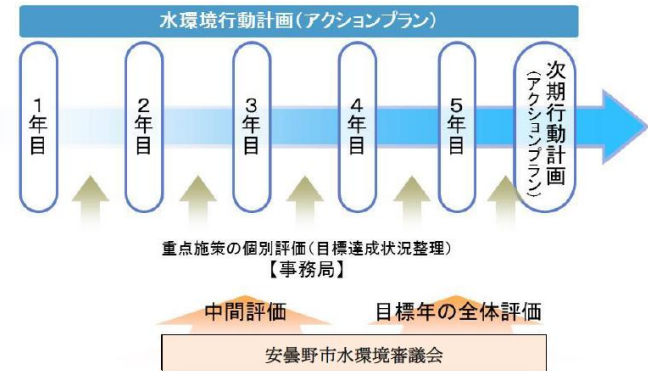 水環境行動計画(アクションプラン)
1年目
2年目
3年目
4年目
5年目
次期行動計画
(アクションプラン)
重点施策の個別評価(目標達成状況整理)
【事務局】
中間評価
目標年の全体評価
安曇野市水環境審議会